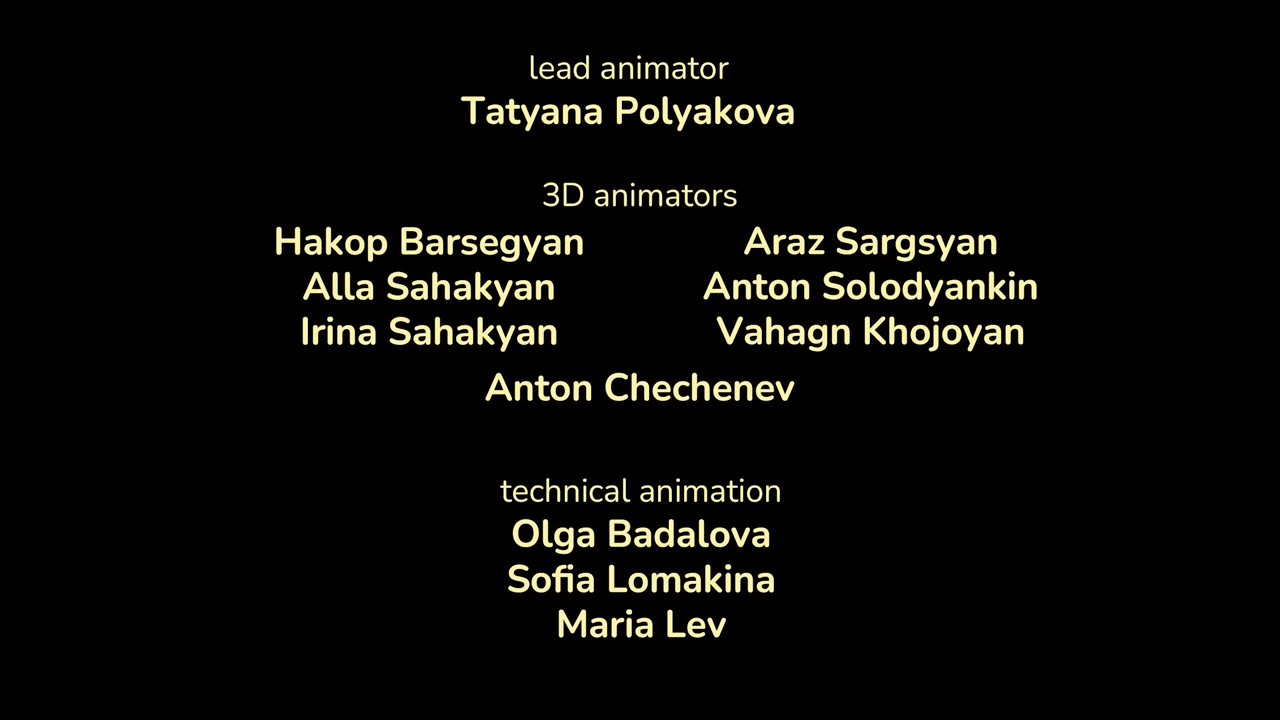 lead animator
Tatyana Polyakova
3D animators
Hakop Barsegyan Araz Sargsyan
Alla Sahakyan Anton Solodyankin
Irina Sahakyan Vahagn Khojoyan
Anton Chechenev
technical animation
Olga Badalova
Sofia Lomakina
Maria Lev